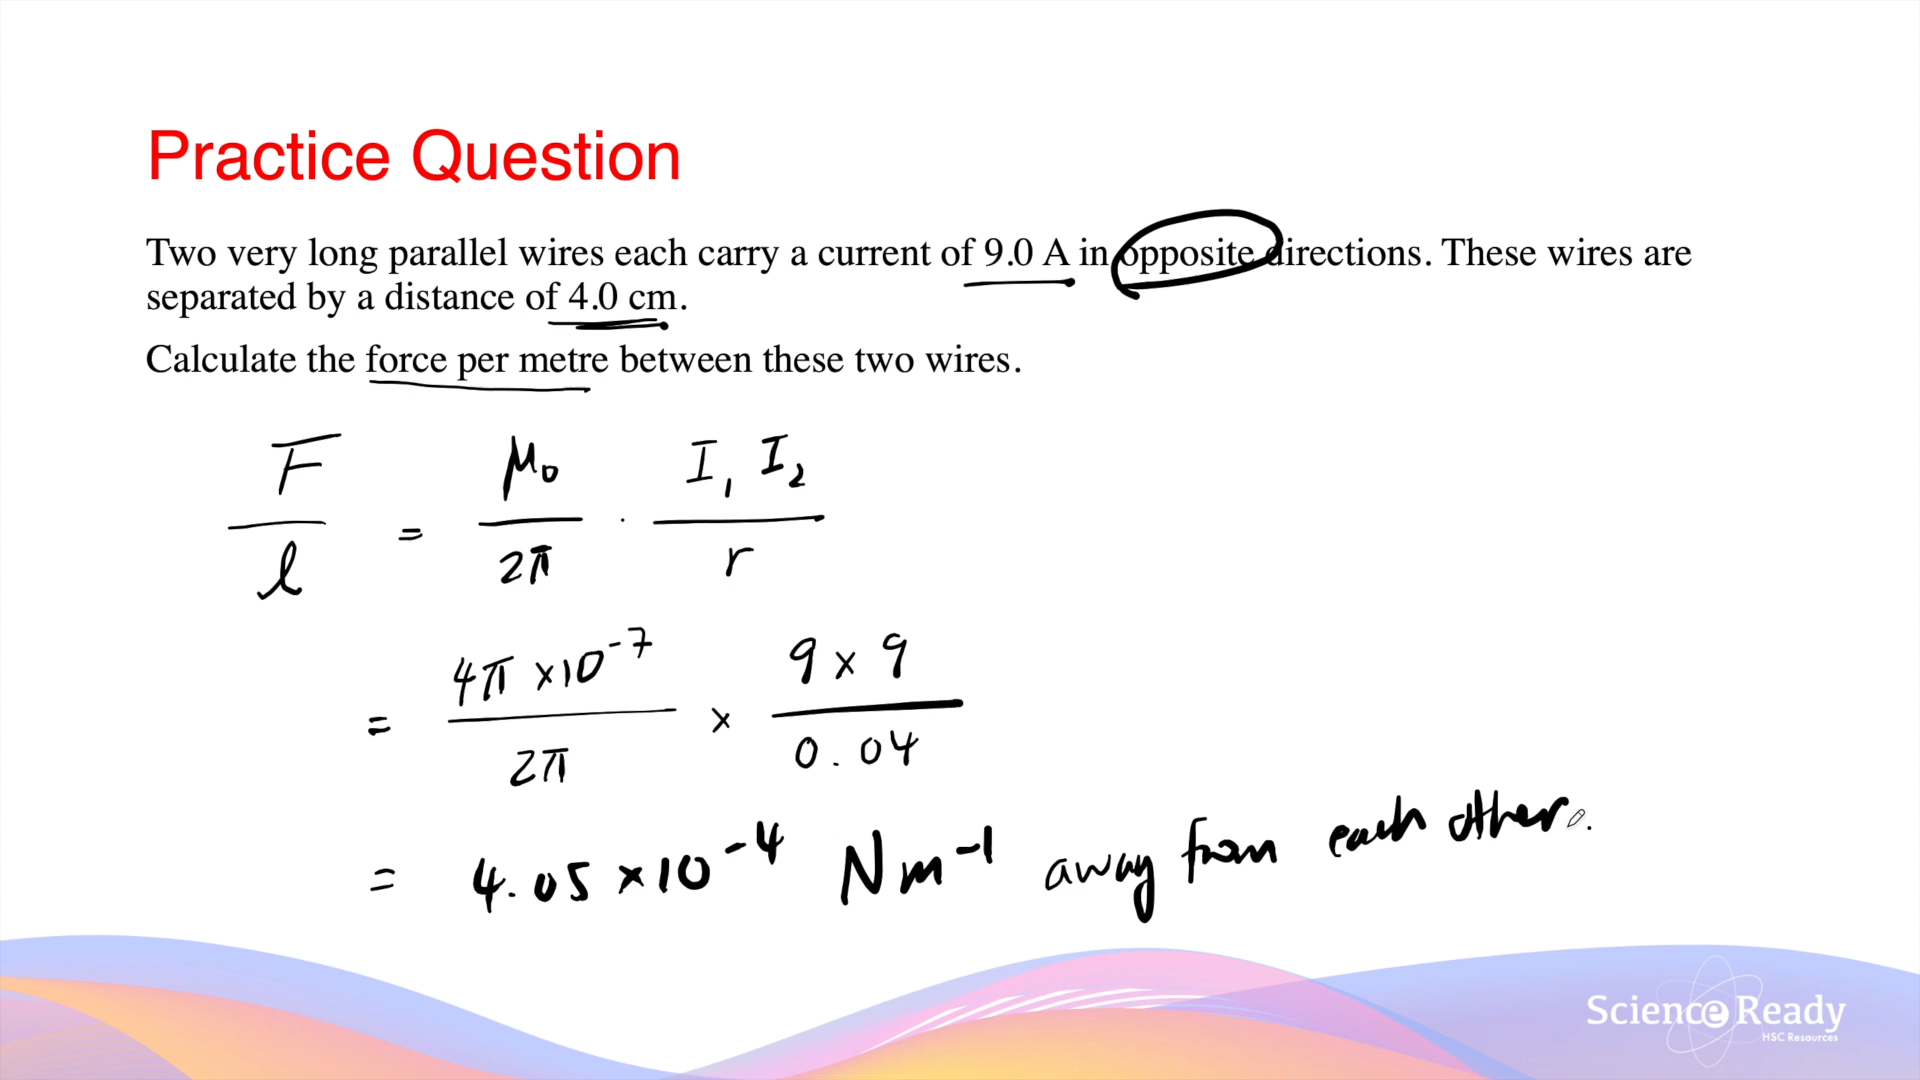 Practice Question
Two very long parallel wires each carry a current of 9.0 A in opposite directions. These wires are
separated by a distance of 4.0 cm.
Calculate the force per metre between these two wires.
F/l = μ₀/2π · I₁ I₂/r
= 4π ×10⁻⁷/2π × 9 × 9/0.04
= 4.05 ×10⁻⁴ Nm⁻¹ away from each other.
Science Ready
HSC Resources